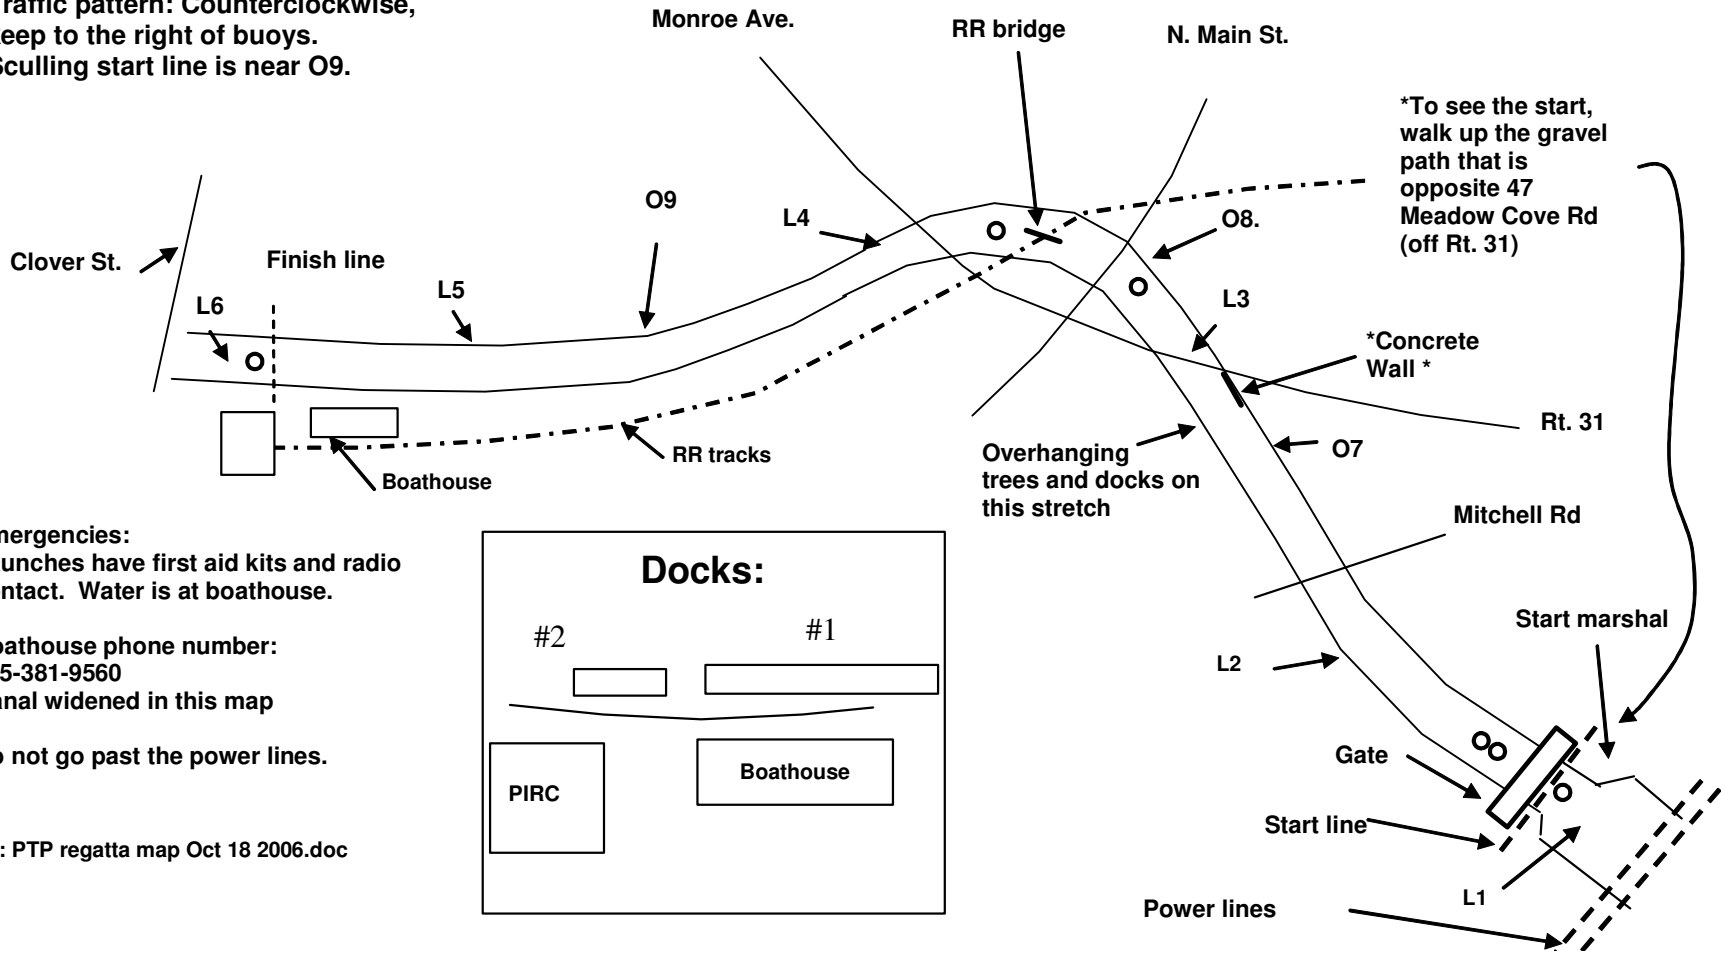 raffic pattern: Counterclockwise,
eep to the right of buoys.
culling start line is near O9.
Monroe Ave.
RR bridge
N. Main St.
*To see the start,
walk up the gravel
path that is
opposite 47
Meadow Cove Rd
(off Rt. 31)
O9
L4
O8.
Clover St.
Finish line
L6
L5
L3
*Concrete
Wall *
Rt. 31
O7
RR tracks
Boathouse
Overhanging
trees and docks on
this stretch
Mitchell Rd
mergencies:
unches have first aid kits and radio
ntact.  Water is at boathouse.
oathouse phone number:
5-381-9560
anal widened in this map
o not go past the power lines.
: PTP regatta map Oct 18 2006.doc
Docks:
#2
#1
PIRC
Boathouse
Start marshal
L2
Gate
Start line
L1
Power lines